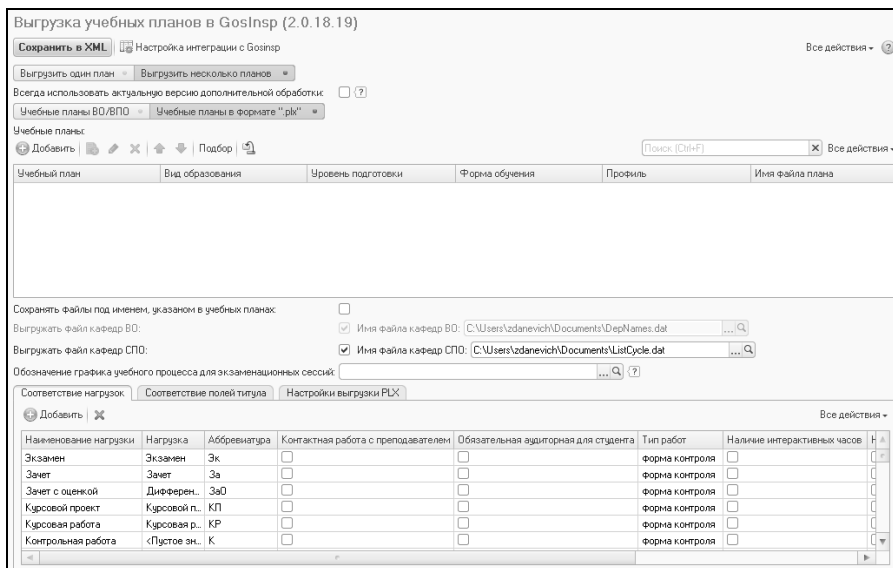 Выгрузка учебных планов в GosInsp (2.0.18.19)
Сохранить в XML Настройка интеграции с Gosinsp Все действия ?
Выгрузить один план Выгрузить несколько планов
Всегда использовать актуальную версию дополнительной обработки: ?
Учебные планы ВО/ВПО Учебные планы в формате ".plx"
Учебные планы:
Добавить Подбор Поиск (Ctrl+F) Все действия
Учебный план Вид образования Уровень подготовки Форма обучения Профиль Имя файла плана
Сохранять файлы под именем, указаном в учебных планах:
Выгружать файл кафедр ВО: Имя файла кафедр ВО: C:\Users\zdanevich\Documents\DepNames.dat ...
Выгружать файл кафедр СПО: Имя файла кафедр СПО: C:\Users\zdanevich\Documents\ListCycle.dat ...
Обозначение графика учебного процесса для экзаменационных сессий: ... ?
Соответствие нагрузок Соответствие полей титула Настройки выгрузки PLX
Добавить Все действия
Наименование нагрузки Нагрузка Аббревиатура Контактная работа с преподавателем Обязательная аудиторная для студента Тип работ Наличие интерактивных часов
Экзамен Экзамен Эк форма контроля
Зачет Зачет За форма контроля
Зачет с оценкой Дифферен... ЗаО форма контроля
Курсовой проект Курсовой п... КП форма контроля
Курсовая работа Курсовая р... КР форма контроля
Контрольная работа <Пустое зн... К форма контроля